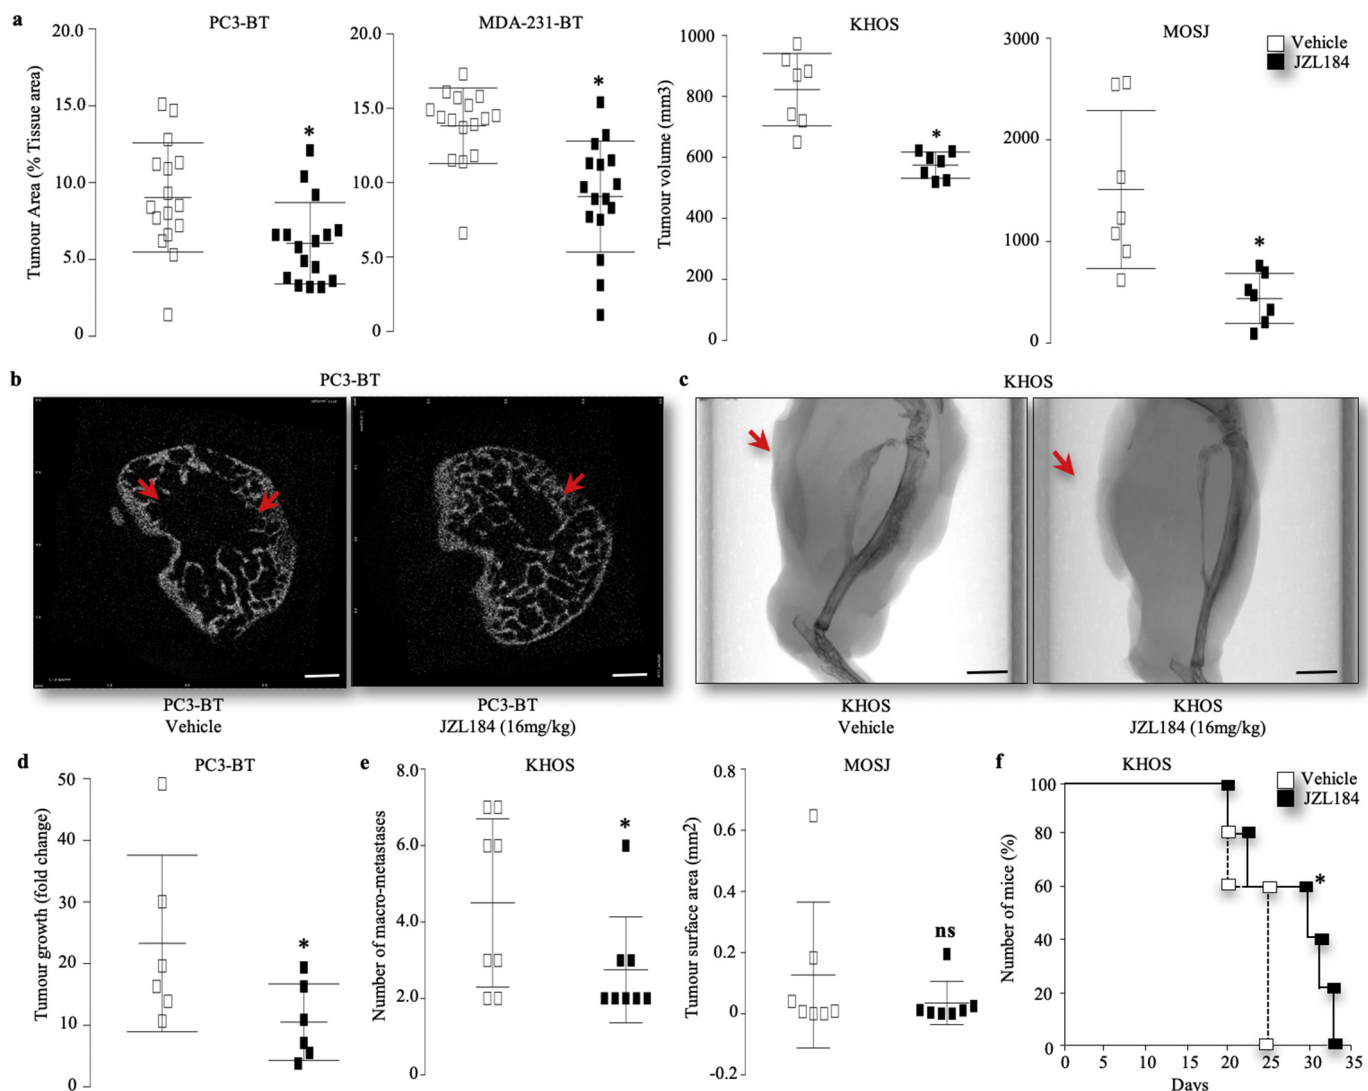 a
PC3-BT
Tumour Area (% Tissue area)
20.0
15.0
10.0
5.0
0
*
MDA-231-BT
20.0
15.0
10.0
5.0
0
*
KHOS
Tumour volume (mm3)
1000
800
600
400
200
0
*
MOSJ
3000
2000
1000
0
*
Vehicle
JZL184
b
PC3-BT
PC3-BT
Vehicle
PC3-BT
JZL184 (16mg/kg)
c
KHOS
KHOS
Vehicle
KHOS
JZL184 (16mg/kg)
d
PC3-BT
Tumour growth (fold change)
50
40
30
20
10
0
*
e
KHOS
Number of macro-metastases
8.0
6.0
4.0
2.0
0
*
MOSJ
Tumour surface area (mm2)
0.8
0.6
0.4
0.2
0
-0.2
ns
f
KHOS
Vehicle
JZL184
Number of mice (%)
100
80
60
40
20
0
*
0 5 10 15 20 25 30 35
Days